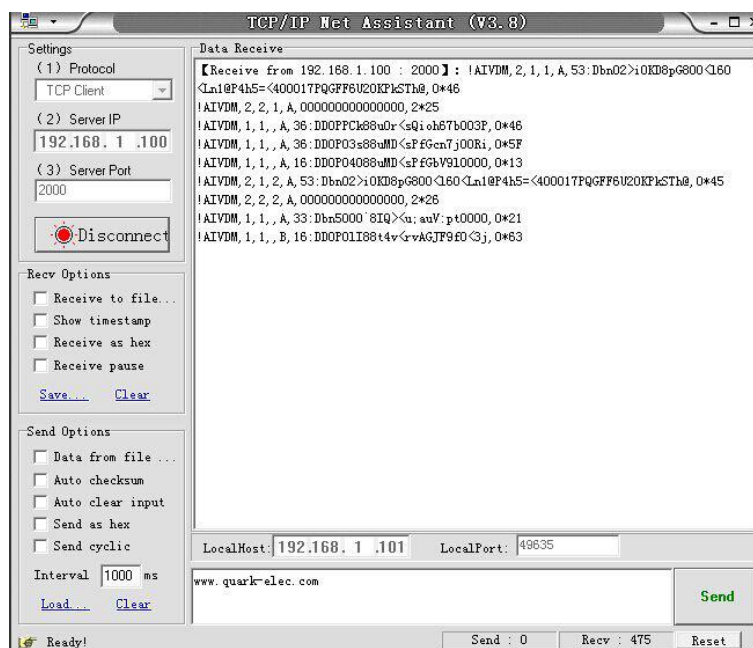 TCP/IP Net Assistant (V3.8)
Settings
(1) Protocol
TCP Client
(2) Server IP
192.168. 1 .100
(3) Server Port
2000
Disconnect
Recv Options
Receive to file...
Show timestamp
Receive as hex
Receive pause
Save... Clear
Send Options
Data from file ...
Auto checksum
Auto clear input
Send as hex
Send cyclic
Interval 1000 ms
Load... Clear
Data Receive
【Receive from 192.168.1.100 : 2000】: !AIVDM,2,1,1,A,53:Dbn02>i0KD8pG800<l60
<Ln1@P4h5=<400017PQGFF6U20KPkSTh@,0*46
!AIVDM,2,2,1,A,000000000000000,2*25
!AIVDM,1,1,,A,36:DDOPPCk88uOr<sQioh67b003P,0*46
!AIVDM,1,1,,A,36:DDOP03s88uMD<sPfGcn7j00Ri,0*5F
!AIVDM,1,1,,A,16:DDOP04088uMD<sPfGbV9l0000,0*13
!AIVDM,2,1,2,A,53:Dbn02>i0KD8pG800<l60<Ln1@P4h5=<400017PQGFF6U20KPkSTh@,0*45
!AIVDM,2,2,2,A,000000000000000,2*26
!AIVDM,1,1,,A,33:Dbn5000`8IQ><u;auV:pt0000,0*21
!AIVDM,1,1,,B,16:DDOP01I88t4v<rvAGJF9f0<3j,0*63
LocalHost: 192.168. 1 .101 LocalPort: 49635
www.quark-elec.com
Send
Ready!
Send : 0 Recv : 475 Reset